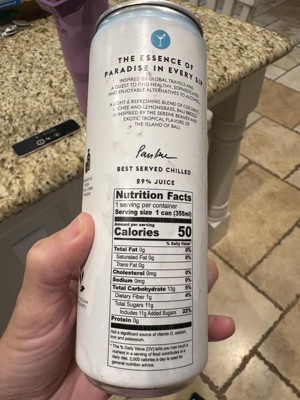 THE ESSENCE OF
PARADISE IN EVERY SIP
INSPIRED BY GLOBAL TRAVELS AND
A QUEST TO FIND HEALTHY, SOPHISTICATED
AND ENJOYABLE ALTERNATIVES TO ALCOHOL.
A LIGHT & REFRESHING BLEND OF COCONUT,
LYCHEE AND LEMONGRASS, BALI BREEZE
IS INSPIRED BY THE SERENE BEAUTY AND
EXOTIC TROPICAL FLAVORS OF
THE ISLAND OF BALI.
BEST SERVED CHILLED
29% JUICE
Nutrition Facts
1 serving per container
Serving size 1 can (355ml)
Amount per serving
Calories 50
% Daily Value*
Total Fat 0g 0%
Saturated Fat 0g 0%
Trans Fat 0g
Cholesterol 0mg 0%
Sodium 0mg 0%
Total Carbohydrate 13g 5%
Dietary Fiber 1g 4%
Total Sugars 11g
Includes 11g Added Sugars 22%
Protein 0g
Not a significant source of vitamin D, calcium,
iron and potassium.
* The % Daily Value (DV) tells you how much a
nutrient in a serving of food contributes to a
daily diet. 2,000 calories a day is used for
general nutrition advice.